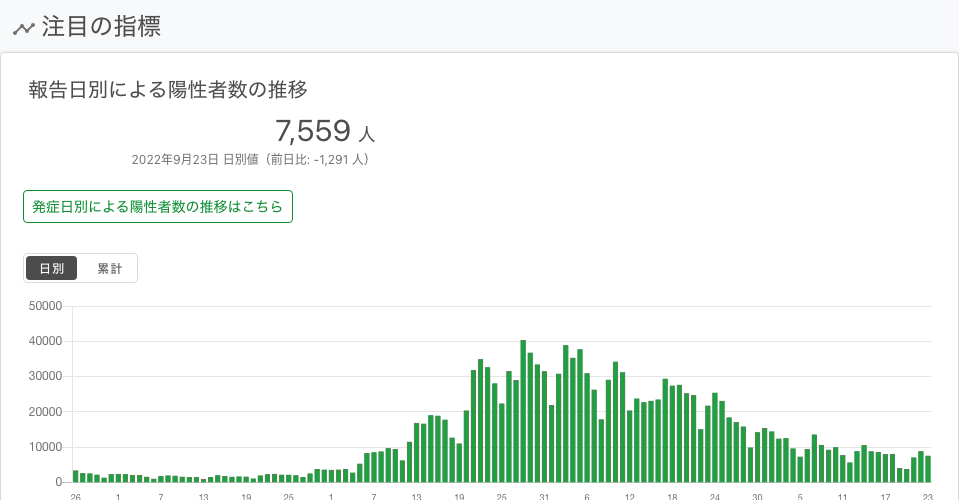 注目の指標
報告日別による陽性者数の推移
7,559 人
2022年9月23日 日別値（前日比: -1,291 人）
発症日別による陽性者数の推移はこちら
日別 累計
50000
40000
30000
20000
10000
0
26 1 7 13 19 25 1 7 13 19 25 31 6 12 18 24 30 5 11 17 23